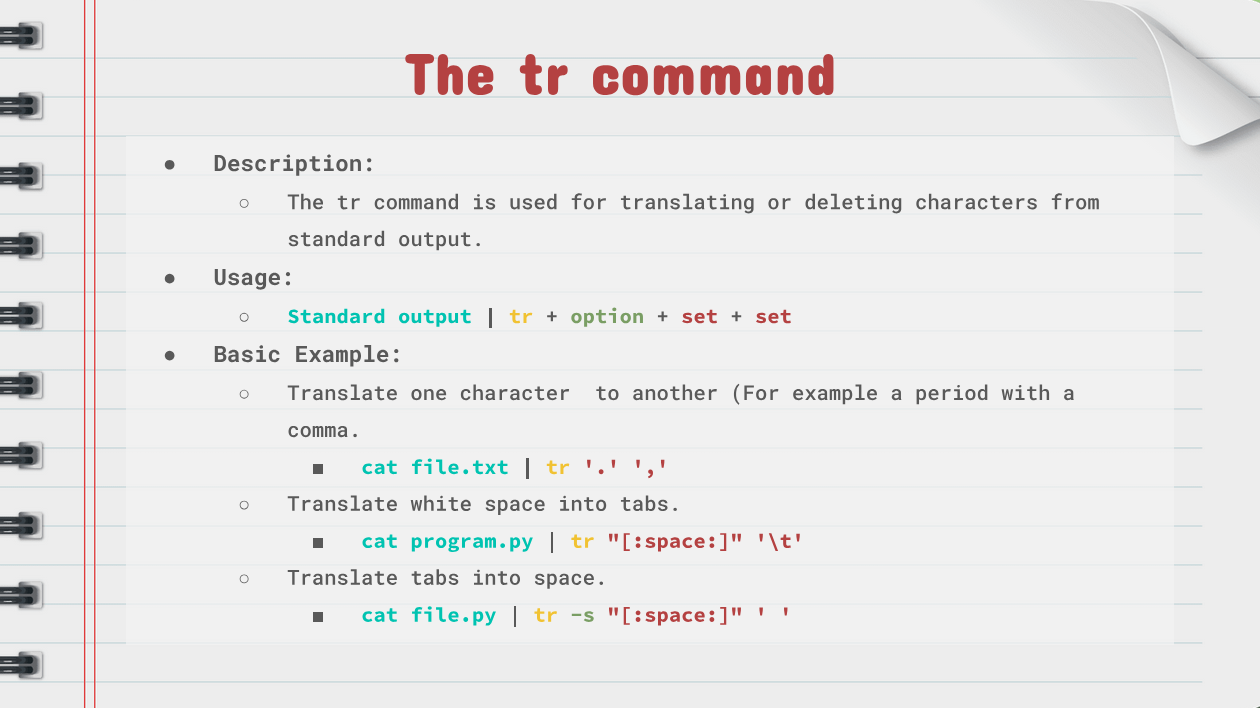 The tr command
● Description:
○ The tr command is used for translating or deleting characters from
standard output.
● Usage:
○ Standard output | tr + option + set + set
● Basic Example:
○ Translate one character  to another (For example a period with a
comma.
■ cat file.txt | tr '.' ','
○ Translate white space into tabs.
■ cat program.py | tr "[:space:]" '\t'
○ Translate tabs into space.
■ cat file.py | tr -s "[:space:]" ' '